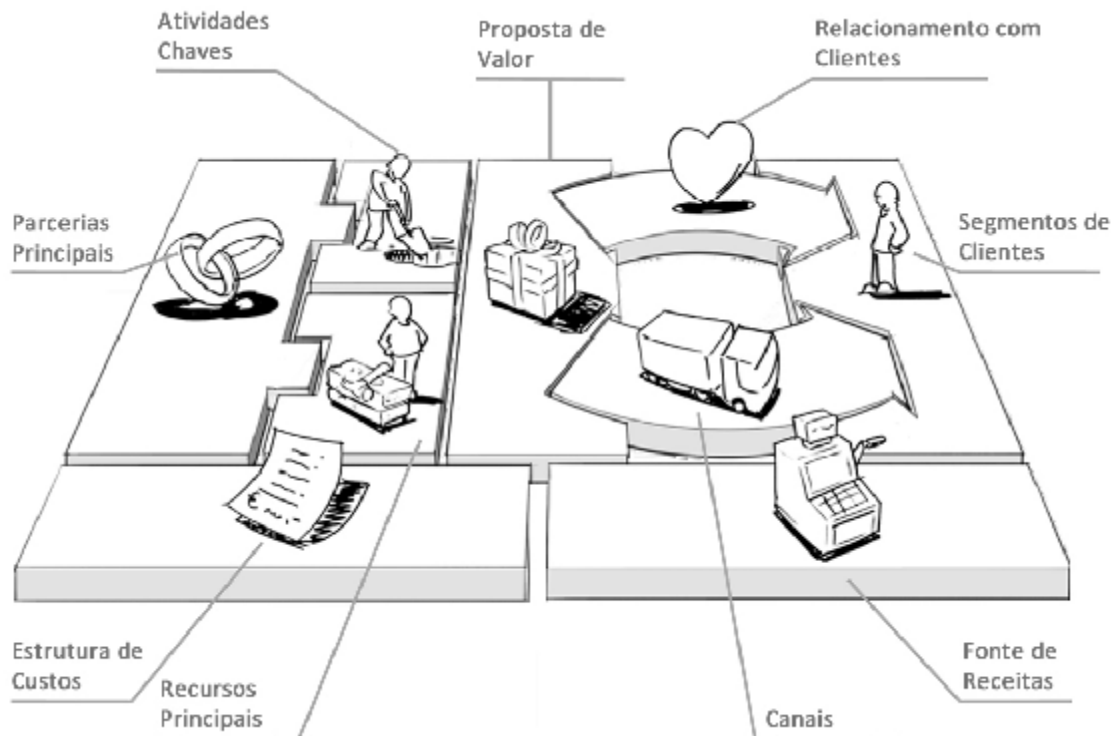 Atividades
Chaves
Proposta de
Valor
Relacionamento com
Clientes
Parcerias
Principais
Segmentos de
Clientes
Estrutura de
Custos
Recursos
Principais
Canais
Fonte de
Receitas